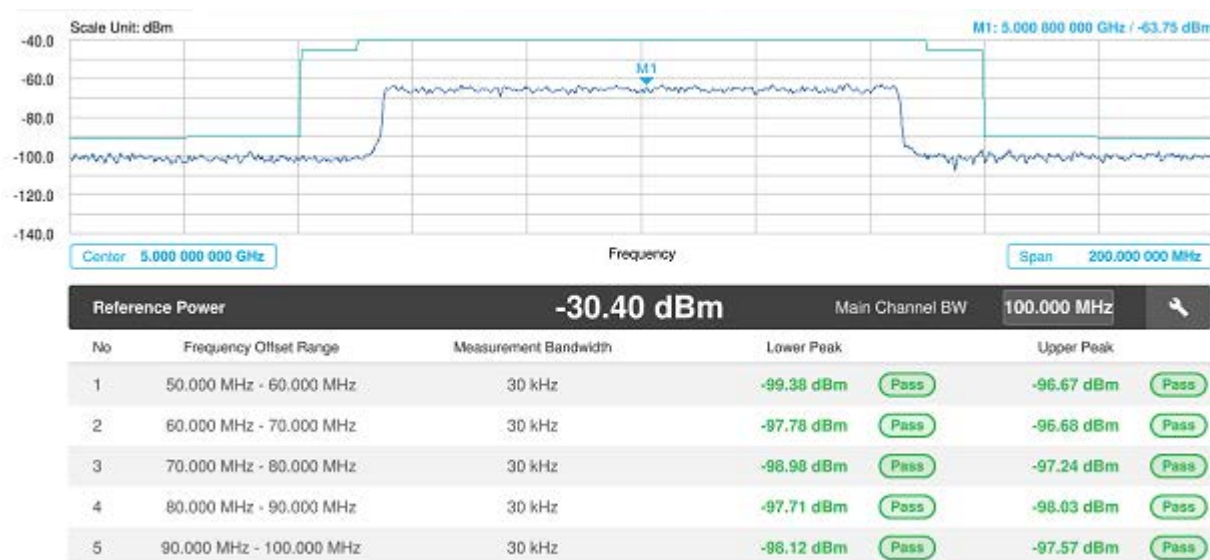 Scale Unit: dBm M1: 5.000 800 000 GHz / -63.75 dBm
-40.0
M1
-60.0
-80.0
-100.0
-120.0
-140.0
Center 5.000 000 000 GHz Frequency Span 200.000 000 MHz
Reference Power -30.40 dBm Main Channel BW 100.000 MHz
No Frequency Offset Range Measurement Bandwidth Lower Peak Upper Peak
1 50.000 MHz - 60.000 MHz 30 kHz -99.38 dBm Pass -96.67 dBm Pass
2 60.000 MHz - 70.000 MHz 30 kHz -97.78 dBm Pass -96.68 dBm Pass
3 70.000 MHz - 80.000 MHz 30 kHz -98.98 dBm Pass -97.24 dBm Pass
4 80.000 MHz - 90.000 MHz 30 kHz -97.71 dBm Pass -98.03 dBm Pass
5 90.000 MHz - 100.000 MHz 30 kHz -98.12 dBm Pass -97.57 dBm Pass